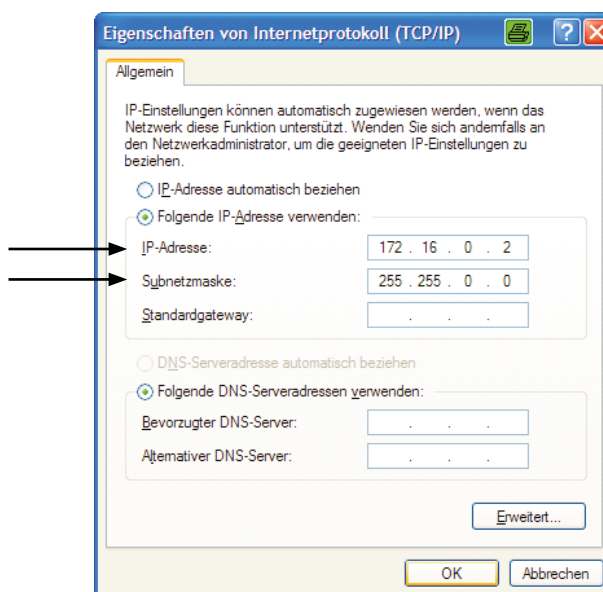 Eigenschaften von Internetprotokoll (TCP/IP)
Allgemein
IP-Einstellungen können automatisch zugewiesen werden, wenn das
Netzwerk diese Funktion unterstützt. Wenden Sie sich andernfalls an
den Netzwerkadministrator, um die geeigneten IP-Einstellungen zu
beziehen.
IP-Adresse automatisch beziehen
Folgende IP-Adresse verwenden:
IP-Adresse: 172 . 16 . 0 . 2
Subnetzmaske: 255 . 255 . 0 . 0
Standardgateway: . . .
DNS-Serveradresse automatisch beziehen
Folgende DNS-Serveradressen verwenden:
Bevorzugter DNS-Server: . . .
Alternativer DNS-Server: . . .
Erweitert...
OK Abbrechen